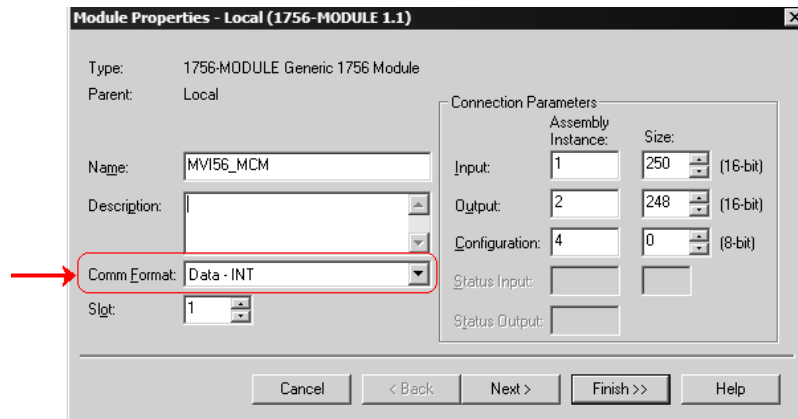 Module Properties - Local (1756-MODULE 1.1)
Type: 1756-MODULE Generic 1756 Module
Parent: Local
Name: MVI56_MCM
Description:
Comm Format: Data - INT
Slot: 1
Connection Parameters
Assembly
Instance: Size:
Input: 1 250 (16-bit)
Output: 2 248 (16-bit)
Configuration: 4 0 (8-bit)
Status Input:
Status Output:
Cancel < Back Next > Finish >> Help